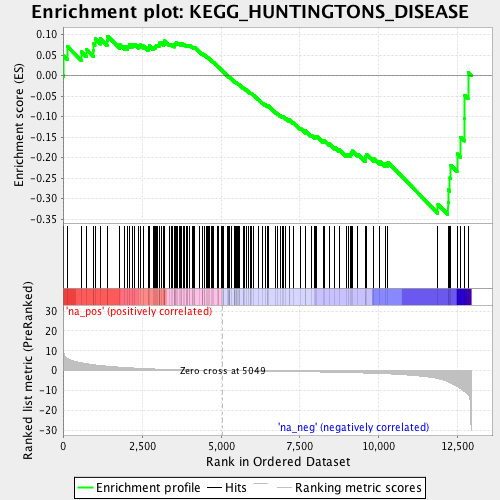 Enrichment plot: KEGG_HUNTINGTONS_DISEASE
Enrichment score (ES)
0.10
0.05
0.00
-0.05
-0.10
-0.15
-0.20
-0.25
-0.30
-0.35
'na_pos' (positively correlated)
Ranked list metric (PreRanked)
30
20
10
0
-10
-20
-30
Zero cross at 5049
'na_neg' (negatively correlated)
0
2,500
5,000
7,500
10,000
12,500
Rank in Ordered Dataset
Enrichment profile
Hits
Ranking metric scores